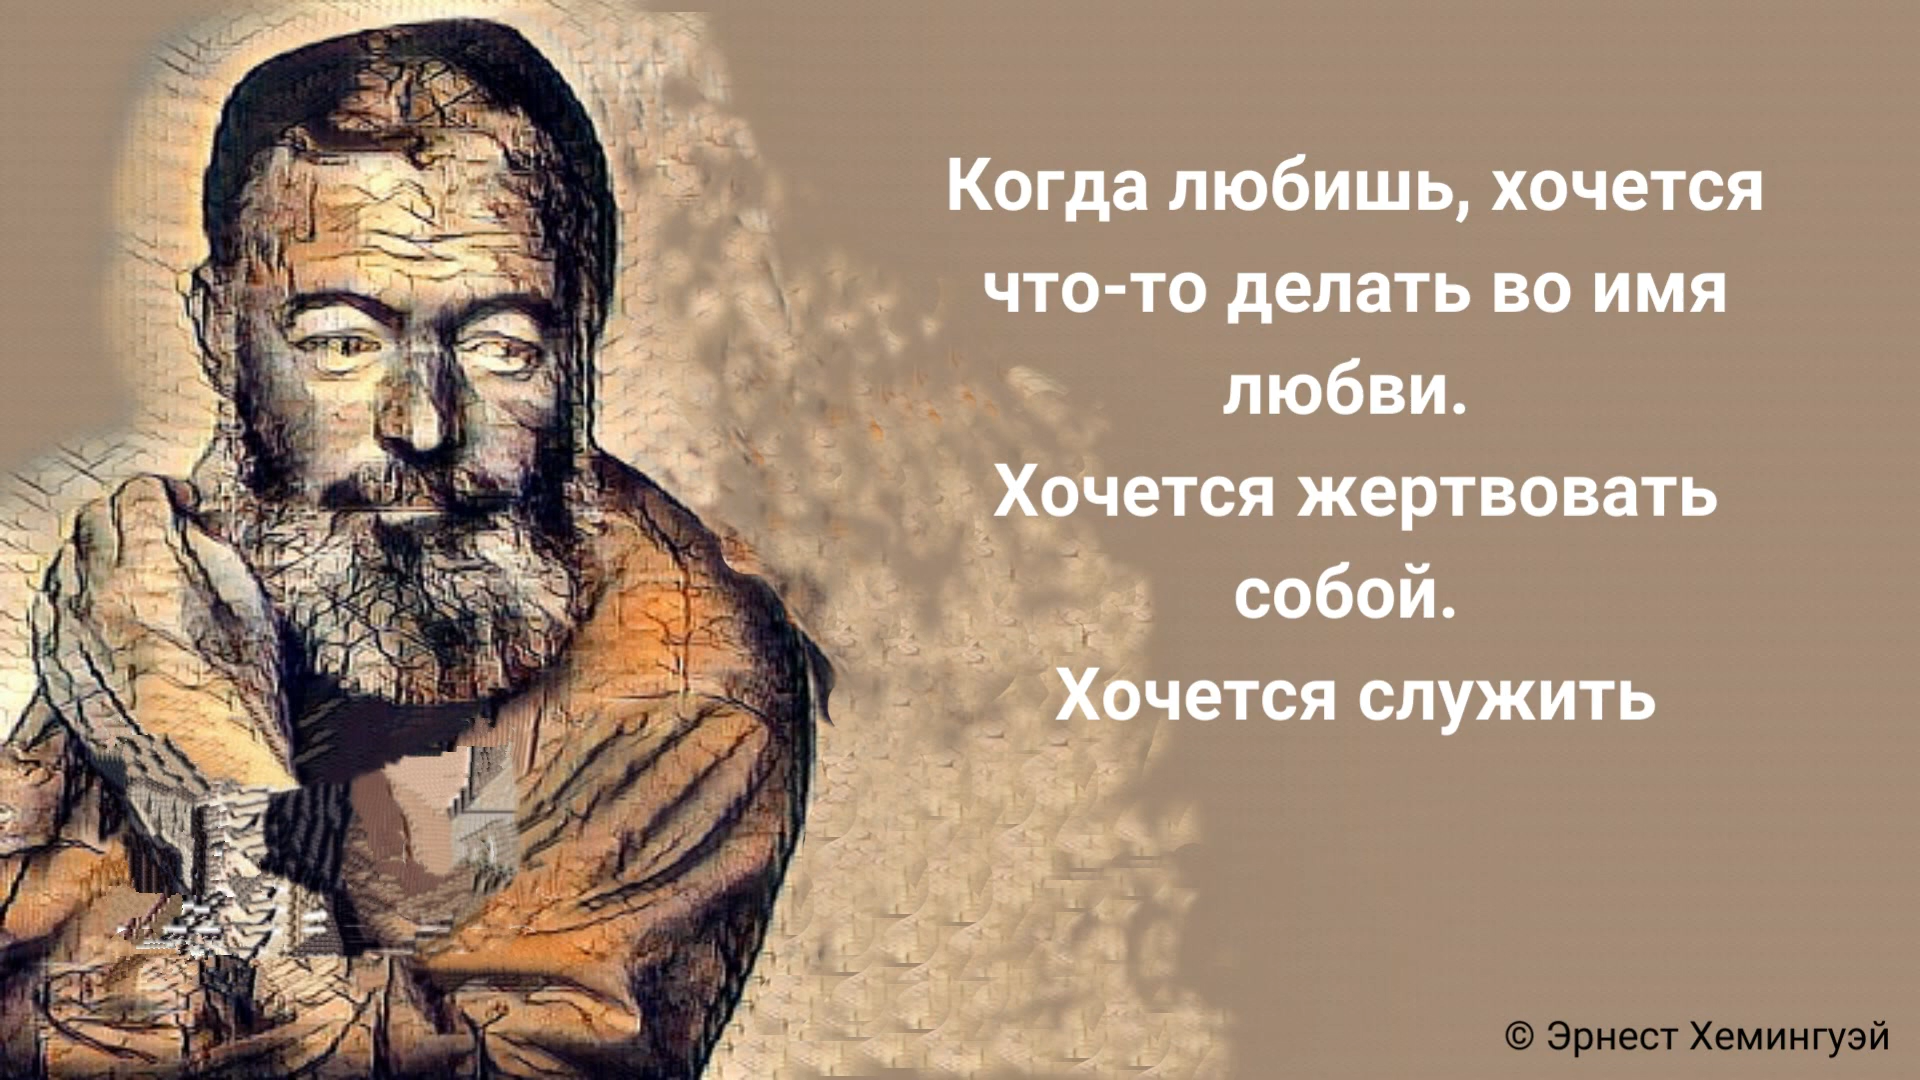 Когда любишь, хочется
что-то делать во имя
любви.
Хочется жертвовать
собой.
Хочется служить
© Эрнест Хемингуэй